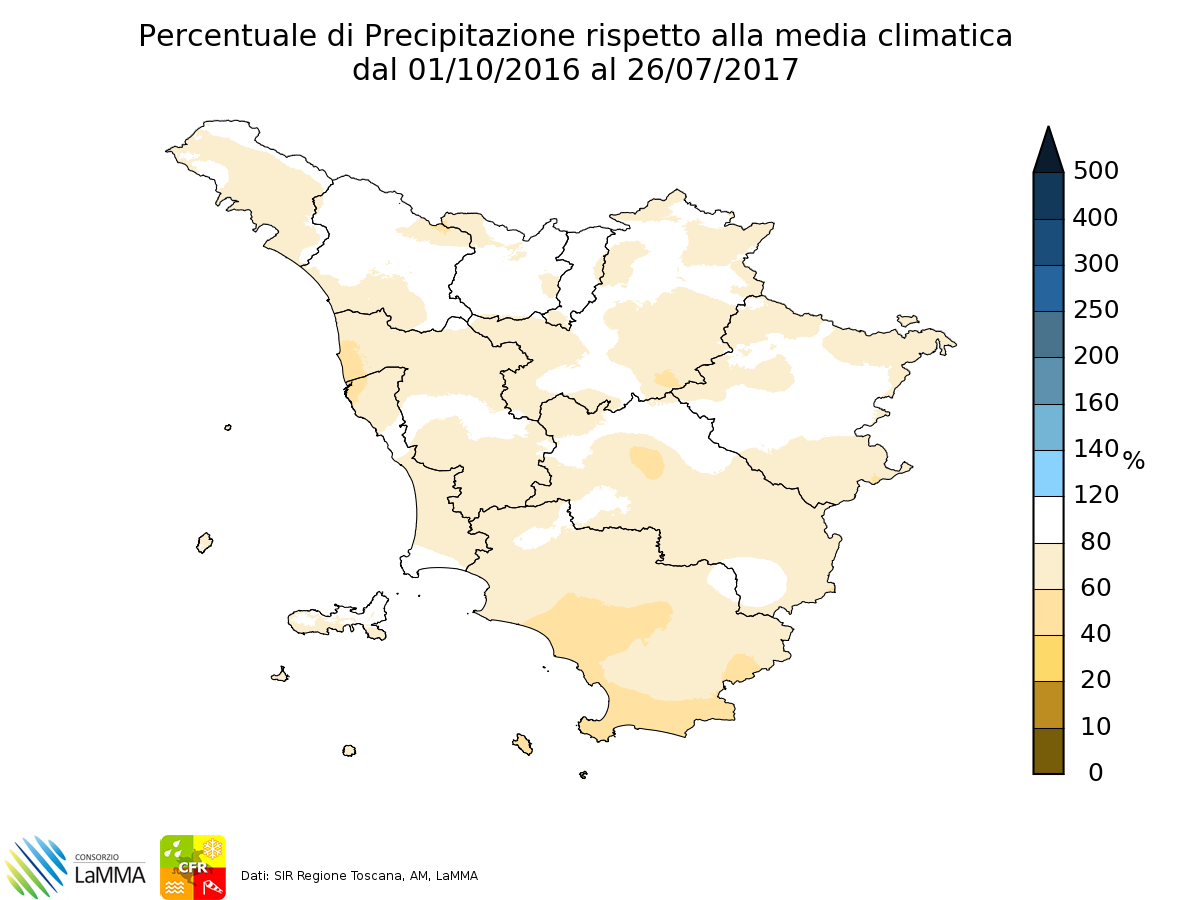 Percentuale di Precipitazione rispetto alla media climatica
dal 01/10/2016 al 26/07/2017
500
400
300
250
200
160
140
%
120
80
60
40
20
10
0
CONSORZIO
LaMMA
CFR
Dati: SIR Regione Toscana, AM, LaMMA